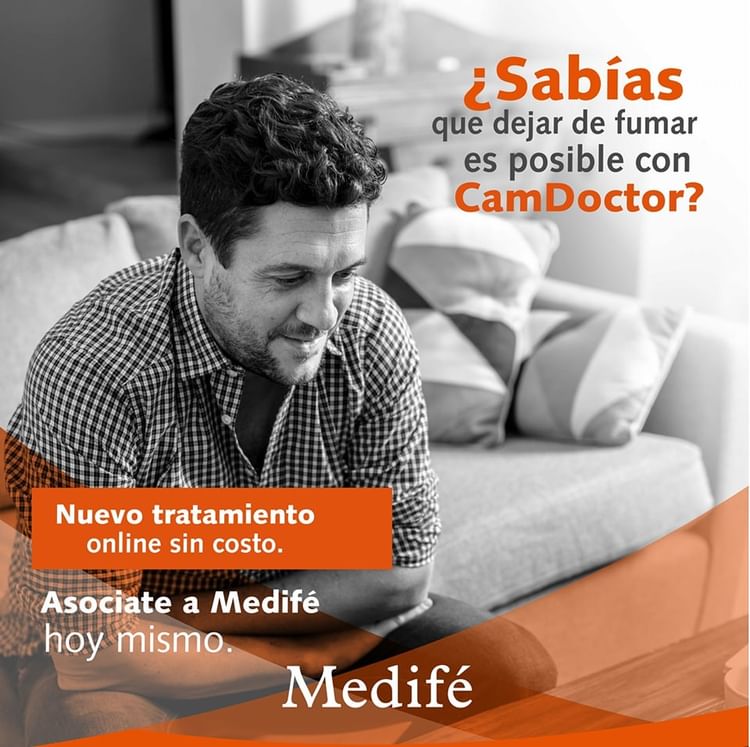 ¿Sabías
que dejar de fumar
es posible con
CamDoctor?
Nuevo tratamiento
online sin costo.
Asociate a Medifé
hoy mismo.
Medifé